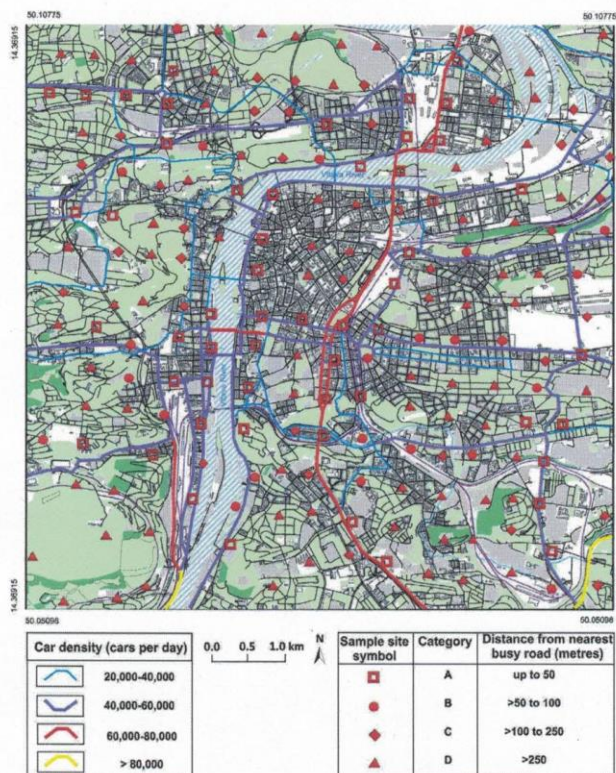 50.10775
50.10775
14.36915
14.36915
50.05096
50.05096
Car density (cars per day)
20,000-40,000
40,000-60,000
60,000-80,000
> 80,000
0.0 0.5 1.0 km
N
Sample site symbol
Category
Distance from nearest busy road (metres)
A
up to 50
B
>50 to 100
C
>100 to 250
D
>250